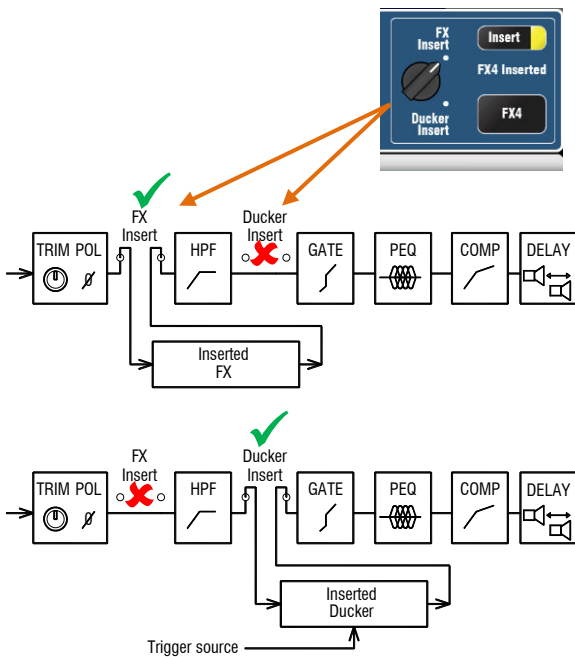 FX
Insert
Insert
FX4 Inserted
FX4
Ducker
Insert
FX
Insert
Ducker
Insert
TRIM POL
HPF
GATE
PEQ
COMP
DELAY
Inserted
FX
FX
Insert
Ducker
Insert
TRIM POL
HPF
GATE
PEQ
COMP
DELAY
Inserted
Ducker
Trigger source